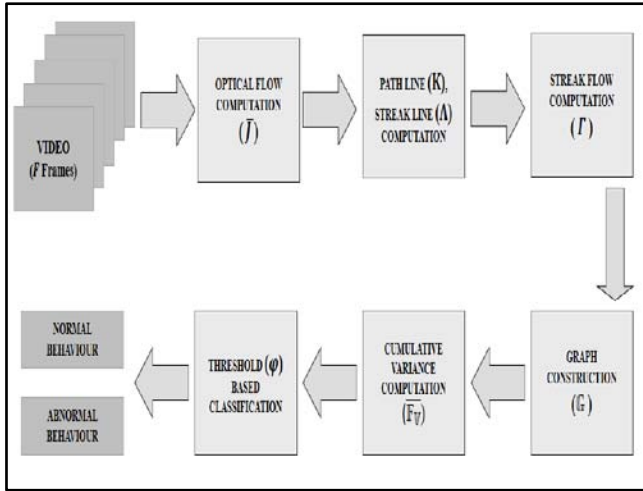 VIDEO
(F Frames)
OPTICAL FLOW
COMPUTATION
(J̅)
PATH LINE (K),
STREAK LINE (Λ)
COMPUTATION
STREAK FLOW
COMPUTATION
(Γ)
GRAPH
CONSTRUCTION
(𝔾)
CUMULATIVE
VARIANCE
COMPUTATION
(F̅𝕍)
THRESHOLD (φ)
BASED
CLASSIFICATION
NORMAL
BEHAVIOUR
ABNORMAL
BEHAVIOUR